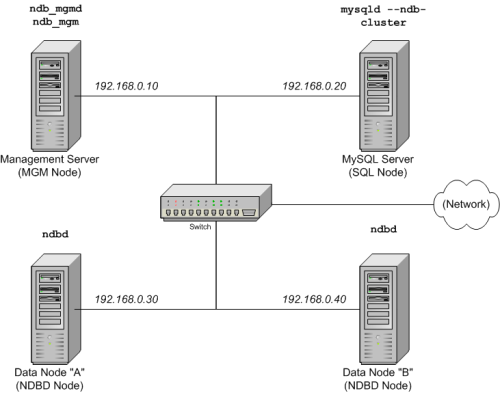 ndb_mgmd
ndb_mgm
mysqld --ndb-
cluster
192.168.0.10
192.168.0.20
Management Server
(MGM Node)
MySQL Server
(SQL Node)
(Network)
Switch
ndbd
ndbd
192.168.0.30
192.168.0.40
Data Node "A"
(NDBD Node)
Data Node "B"
(NDBD Node)